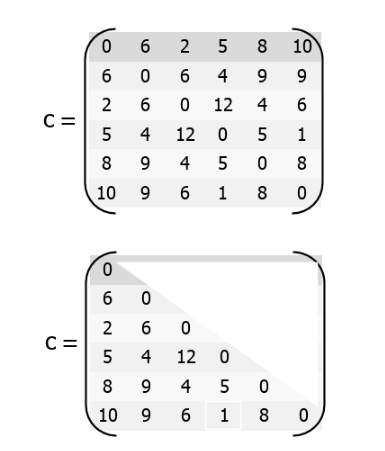 0 6 2 5 8 10
6 0 6 4 9 9
2 6 0 12 4 6
C = 5 4 12 0 5 1
8 9 4 5 0 8
10 9 6 1 8 0
0
6 0
2 6 0
C = 5 4 12 0
8 9 4 5 0
10 9 6 1 8 0